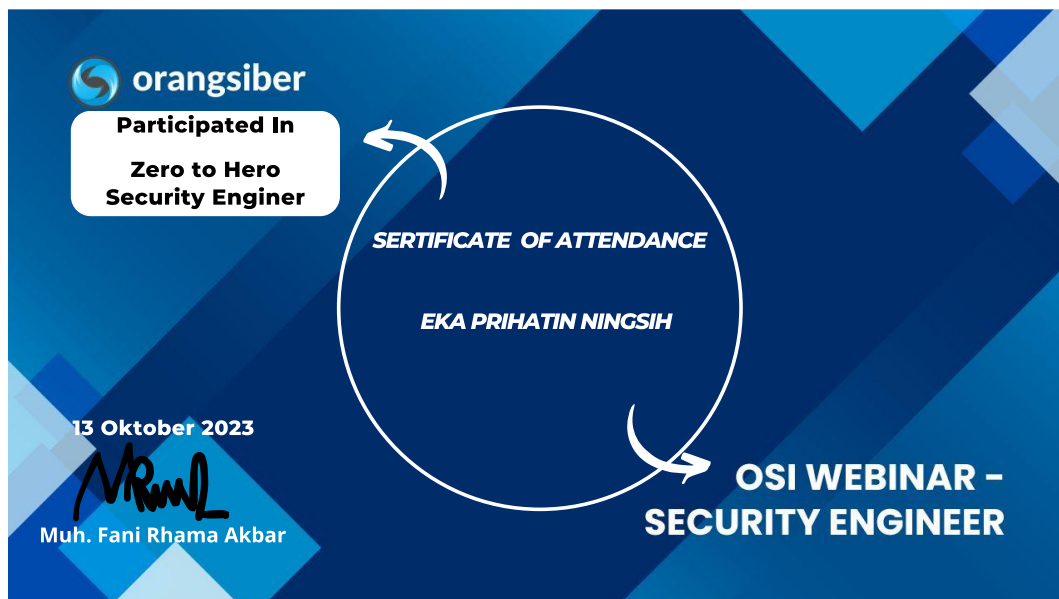 orangsiber
Participated In
Zero to Hero
Security Enginer
SERTIFICATE OF ATTENDANCE
EKA PRIHATIN NINGSIH
13 Oktober 2023
Muh. Fani Rhama Akbar
OSI WEBINAR -
SECURITY ENGINEER